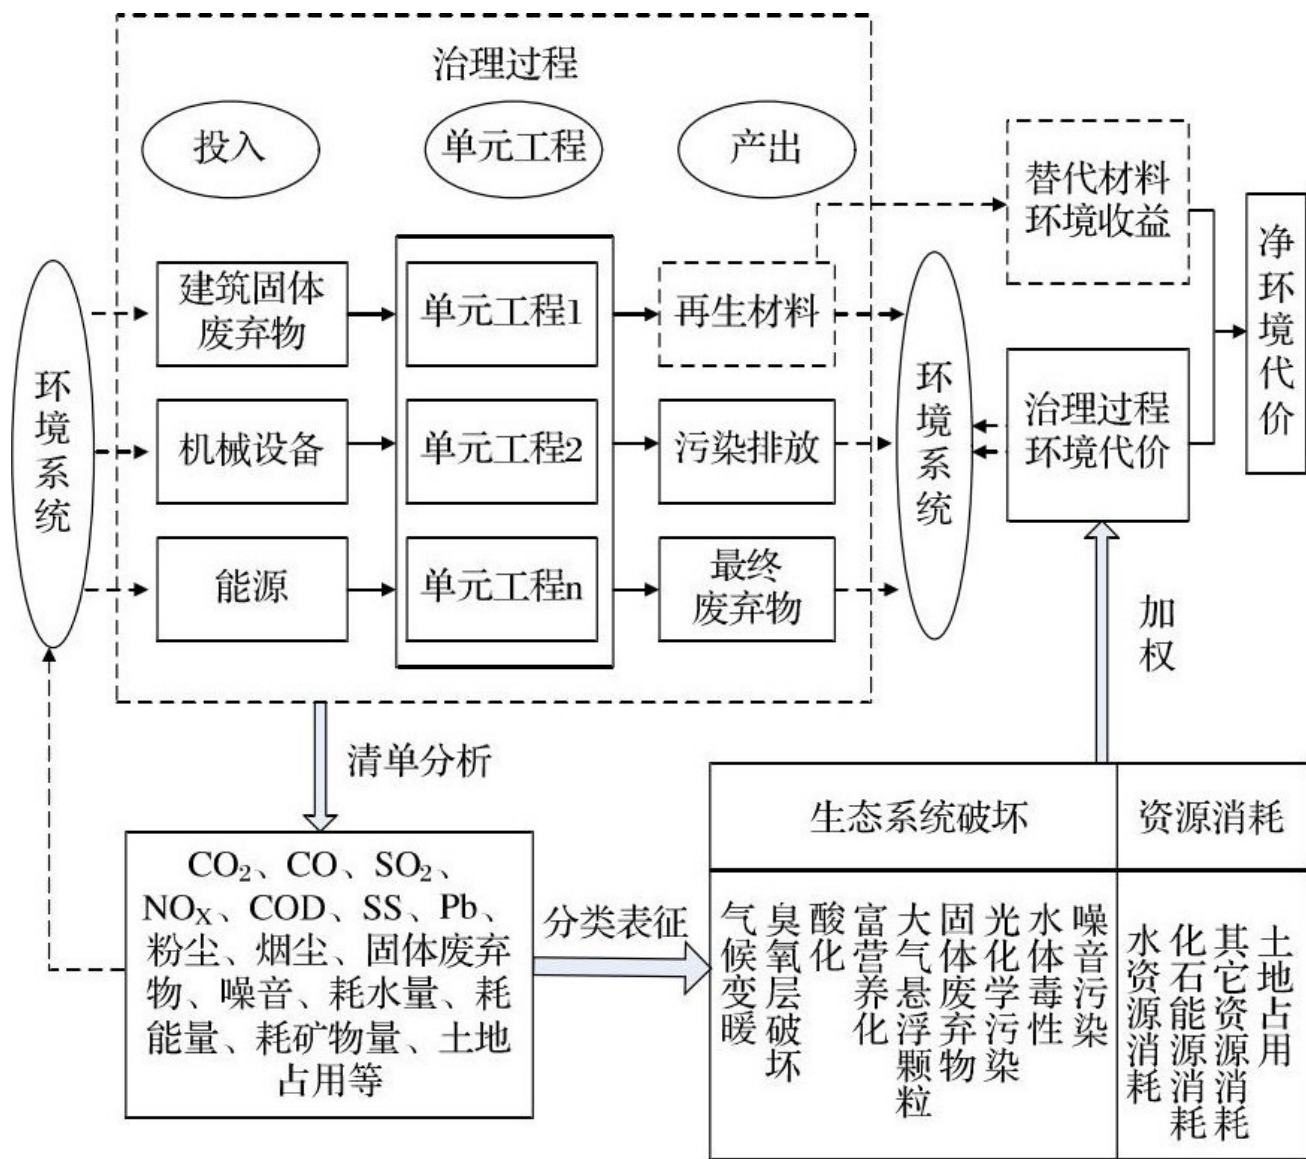 治理过程
投入
单元工程
产出
替代材料
环境收益
净环境代价
环境系统
建筑固体
废弃物
单元工程1
再生材料
环境系统
治理过程
环境代价
机械设备
单元工程2
污染排放
能源
单元工程n
最终
废弃物
加权
清单分析
CO₂、CO、SO₂、
NOₓ、COD、SS、Pb、
粉尘、烟尘、固体废弃
物、噪音、耗水量、耗
能量、耗矿物量、土地
占用等
分类表征
生态系统破坏
资源消耗
气候变暖
臭氧层破坏
酸化
富营养化
大气悬浮颗粒
固体废弃物
光化学污染
水体毒性
噪音污染
水资源消耗
化石能源消耗
其它资源消耗
土地占用